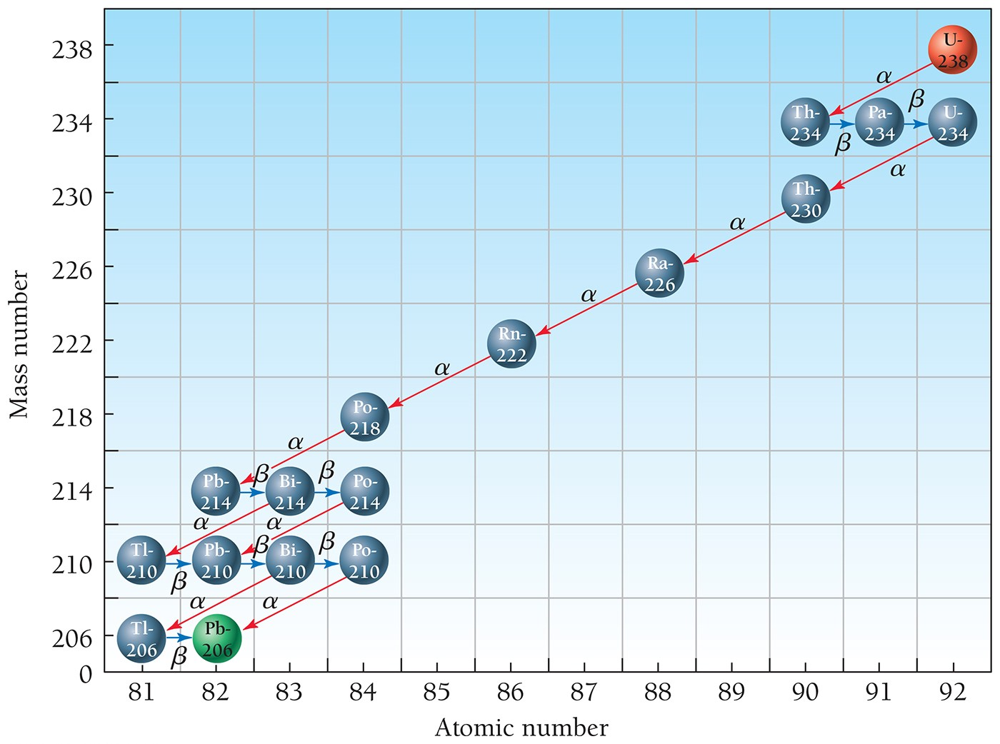 238
234
230
226
222
218
214
210
206
0
Mass number
U-
238
α
β
Th-
234
Pa-
234
U-
234
β
α
Th-
230
α
Ra-
226
α
Rn-
222
α
Po-
218
α
β
β
Pb-
214
Bi-
214
Po-
214
α
α
β
β
Tl-
210
Pb-
210
Bi-
210
Po-
210
β
α
α
Tl-
206
Pb-
206
β
81 82 83 84 85 86 87 88 89 90 91 92
Atomic number